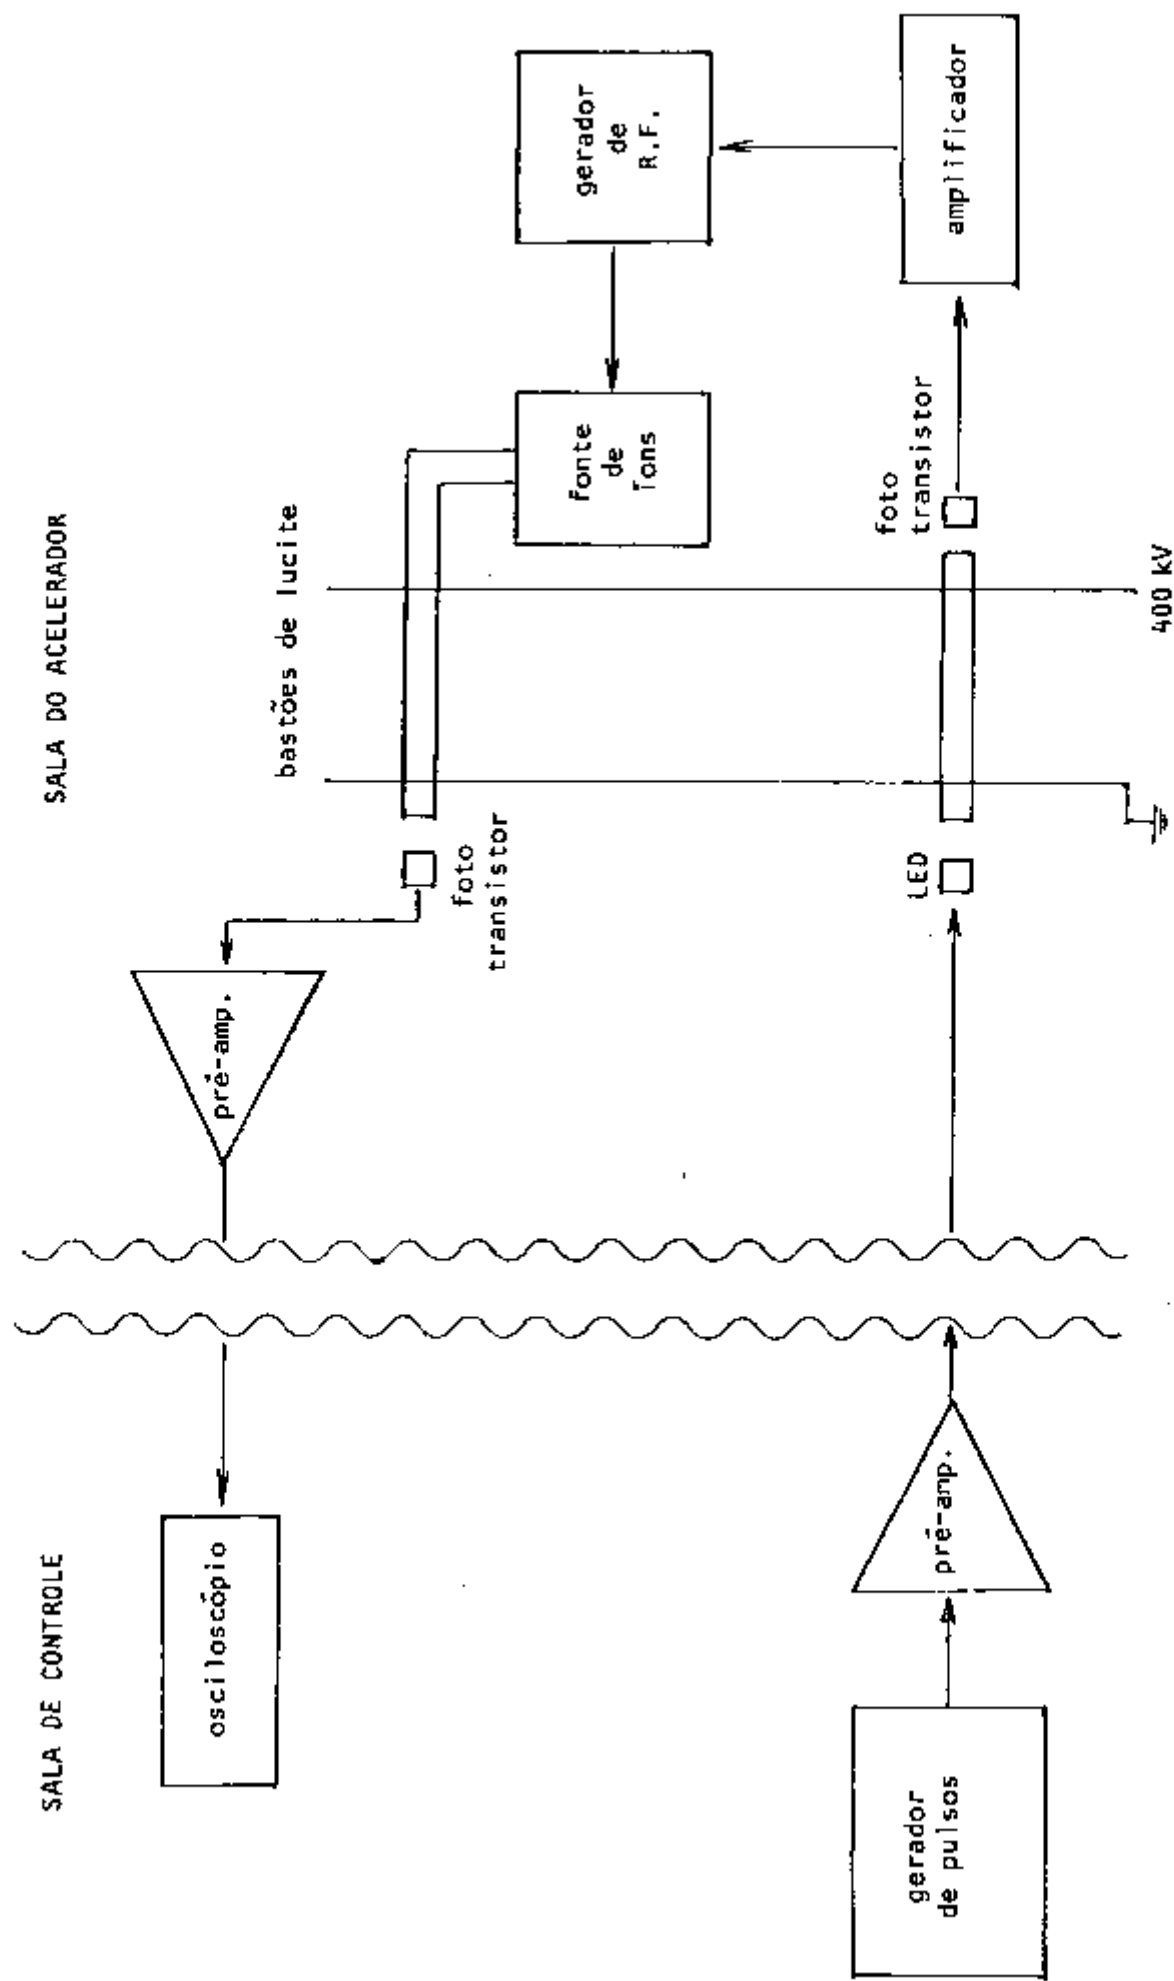 SALA DE CONTROLE
SALA DO ACELERADOR
osciloscópio
pré-amp.
foto
transistor
bastões de lucite
fonte
de
íons
gerador
de
R.F.
gerador
de pulsos
pré-amp.
LED
foto
transistor
amplificador
400 kV